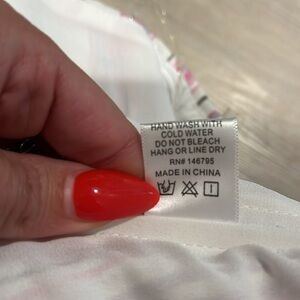 HAND WASH WITH
COLD WATER
DO NOT BLEACH
HANG OR LINE DRY
RN# 146795
MADE IN CHINA